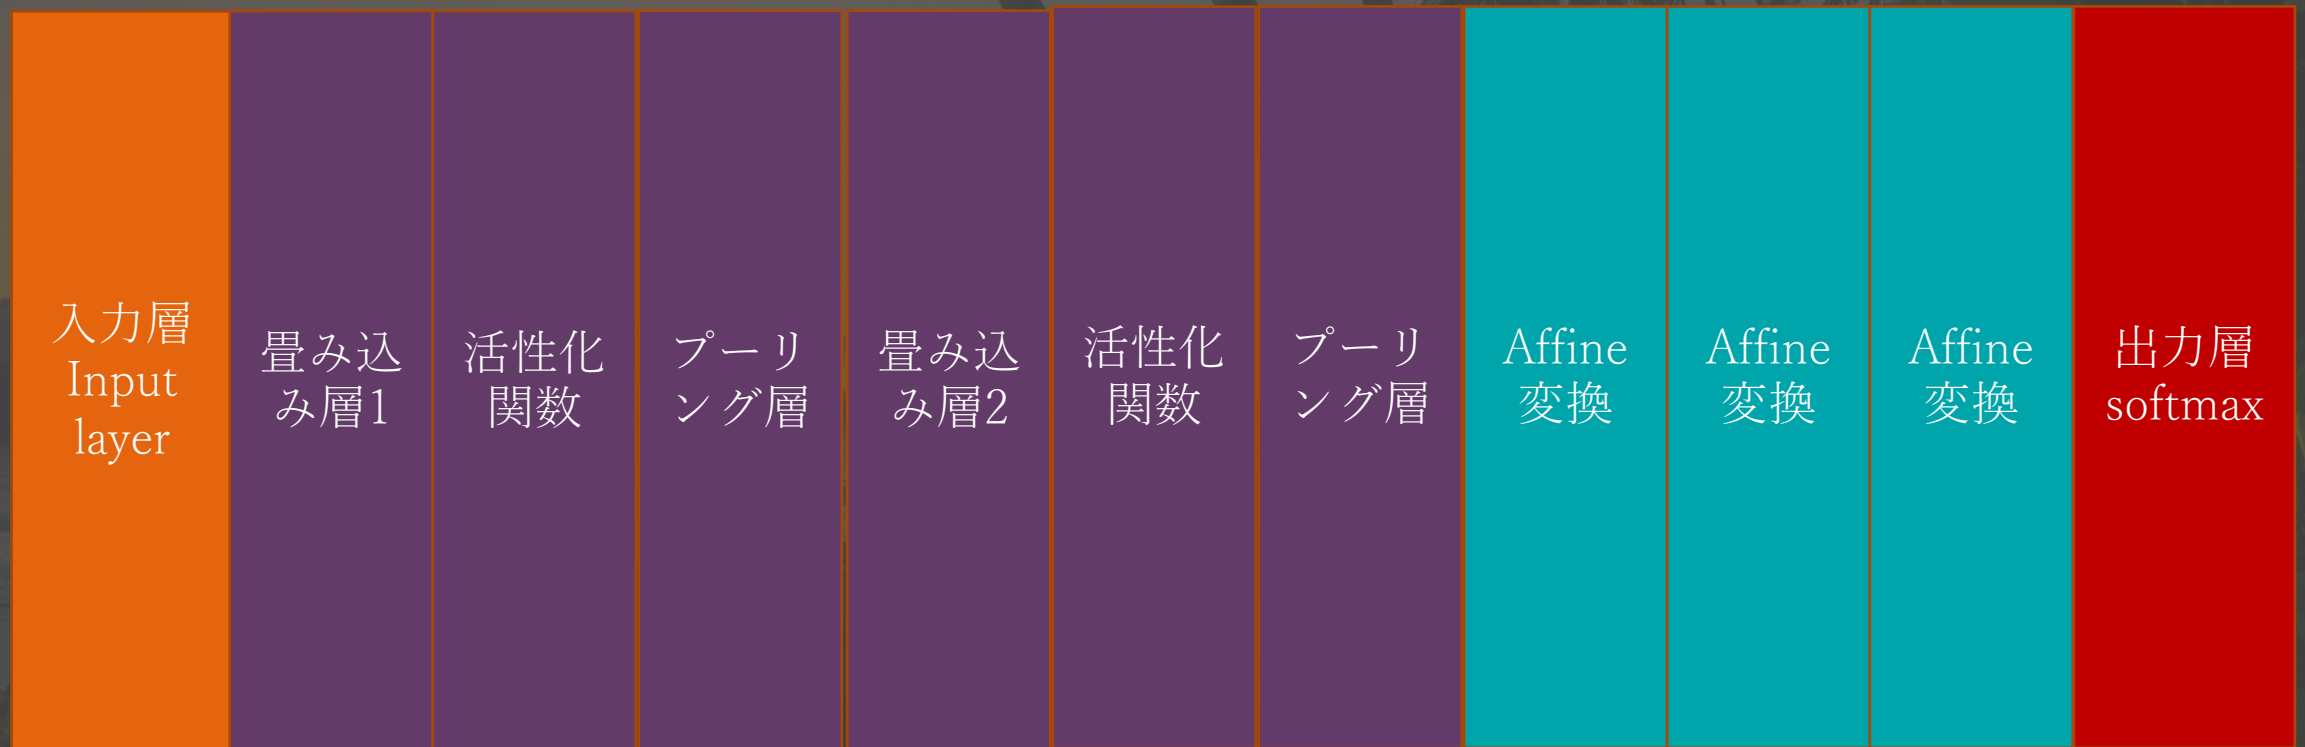 入力層
Input
layer
畳み込
み層1
活性化
関数
プーリ
ング層
畳み込
み層2
活性化
関数
プーリ
ング層
Affine
変換
Affine
変換
Affine
変換
出力層
softmax